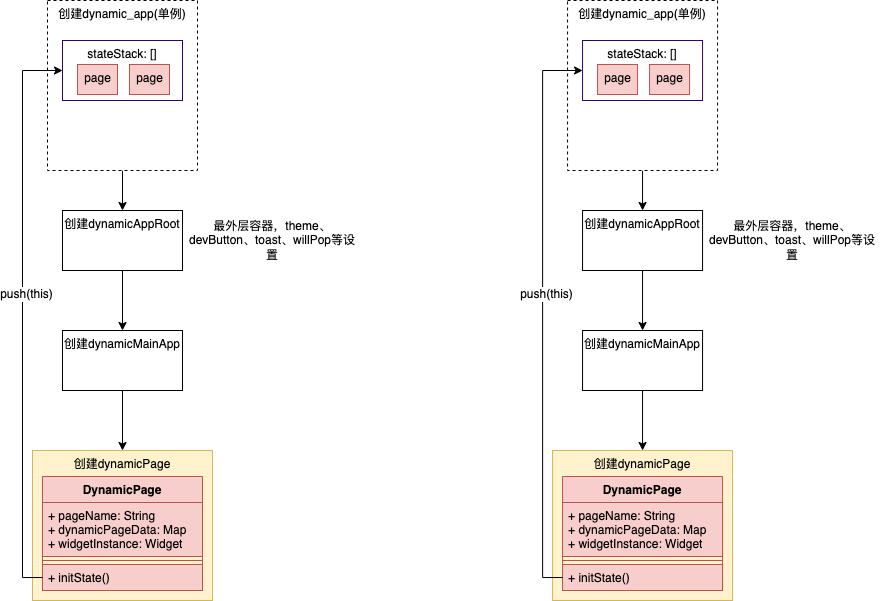 创建dynamic_app(单例)
stateStack: []
page
page
创建dynamicAppRoot
最外层容器，theme、
devButton、toast、willPop等设
置
push(this)
创建dynamicMainApp
创建dynamicPage
DynamicPage
+ pageName: String
+ dynamicPageData: Map
+ widgetInstance: Widget
+ initState()
创建dynamic_app(单例)
stateStack: []
page
page
创建dynamicAppRoot
最外层容器，theme、
devButton、toast、willPop等设
置
push(this)
创建dynamicMainApp
创建dynamicPage
DynamicPage
+ pageName: String
+ dynamicPageData: Map
+ widgetInstance: Widget
+ initState()